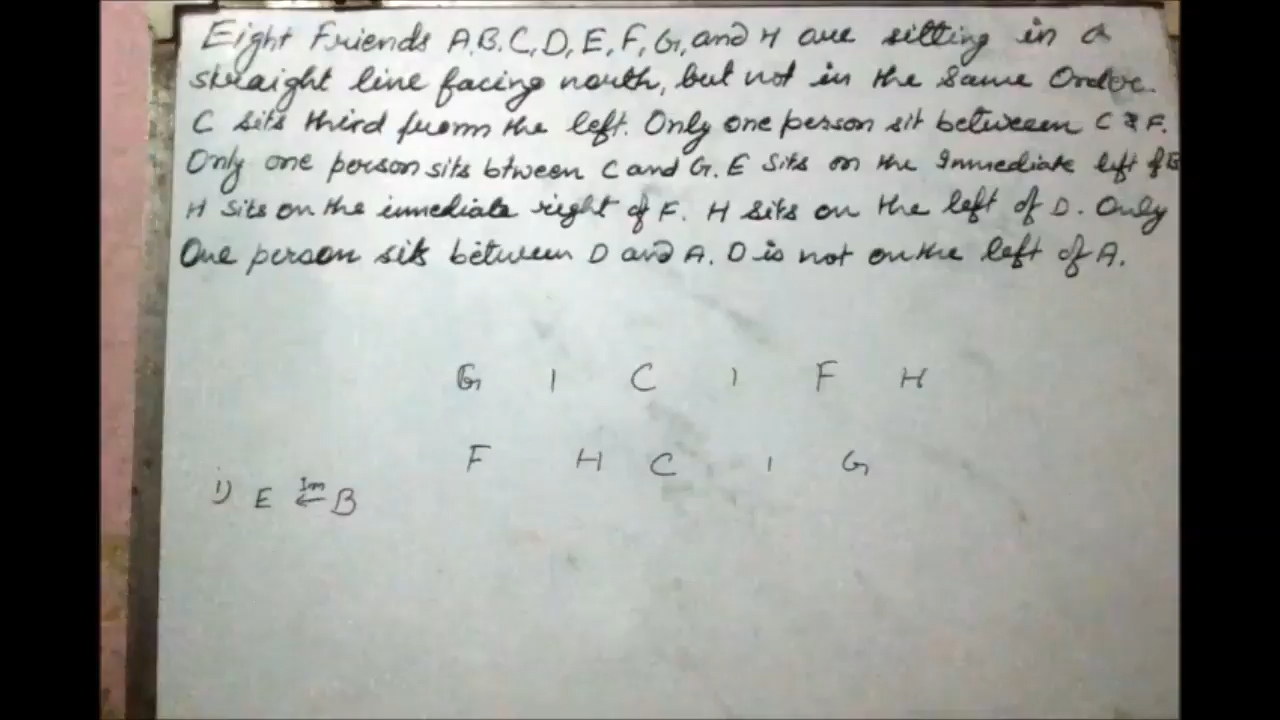 Eight Friends A, B, C, D, E, F, G, and H are sitting in a
straight line facing north, but not in the same Order.
C sits third fuorm the left. Only one person sit between C & F.
Only one person sits btween C and G. E sits on the Immediate left of B
H sits on the immediate right of F. H sits on the left of D. Only
One person sits between D and A. D is not on the left of A.
G 1 C 1 F H
F H C 1 G
i) E Im ← B